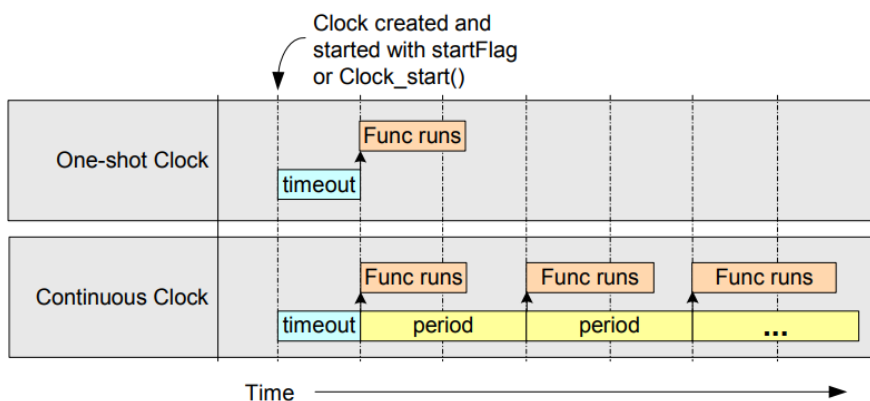 Clock created and
started with startFlag
or Clock_start()
One-shot Clock
Func runs
timeout
Continuous Clock
Func runs Func runs Func runs
timeout period period ...
Time